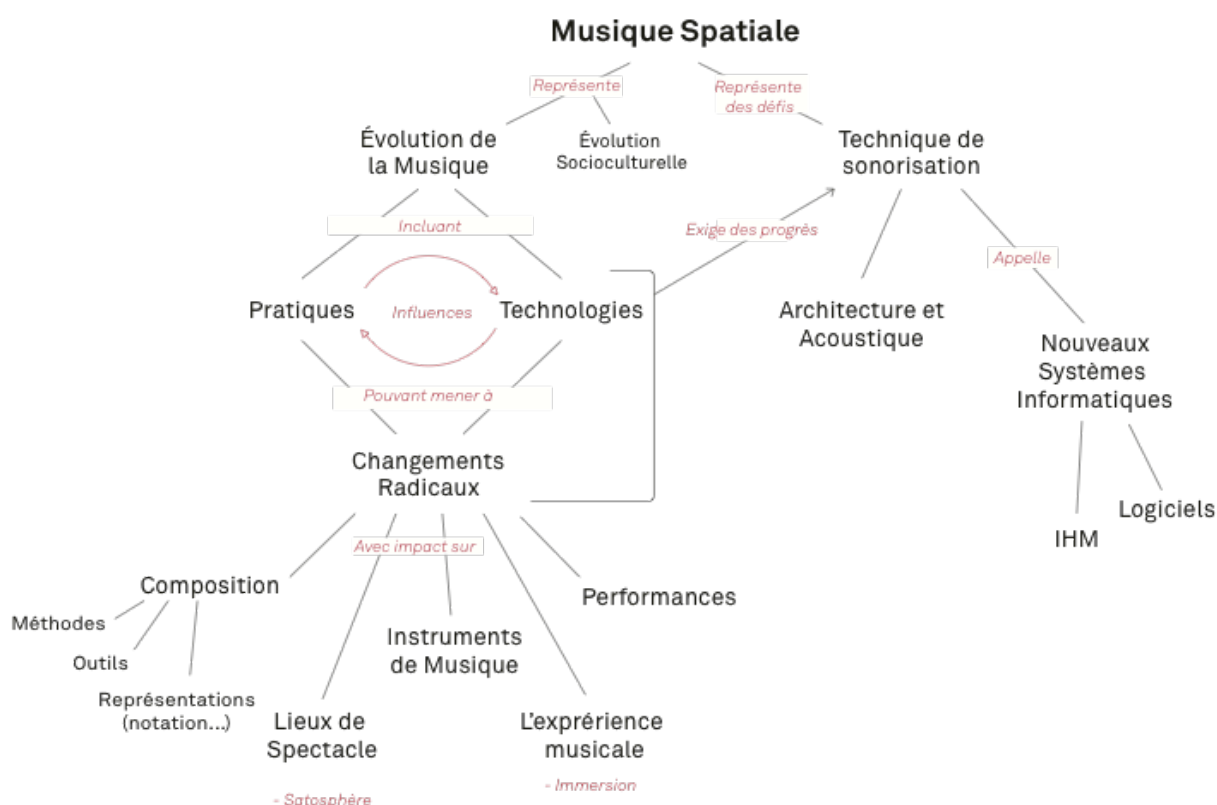 Musique Spatiale
Représente
Représente
des défis
Évolution de
la Musique
Évolution
Socioculturelle
Technique de
sonorisation
Incluant
Exige des progrès
Appelle
Pratiques
Influences
Technologies
Architecture et
Acoustique
Nouveaux
Systèmes
Informatiques
Pouvant mener à
Changements
Radicaux
Logiciels
IHM
Avec impact sur
Composition
Performances
Méthodes
Outils
Instruments
de Musique
Représentations
(notation...)
Lieux de
Spectacle
L'exprérience
musicale
- Immersion
- Satosphère